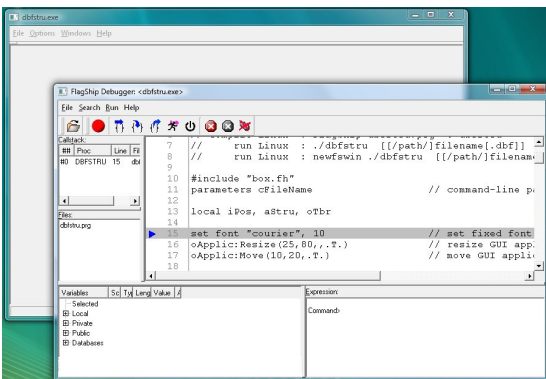 dbfstru.exe
File Options Windows Help
FlagShip Debugger: <dbfstru.exe>
File Search Run Help
Callstack:
## Proc Line Fil
#0 DBFSTRU 15 dbf
Files:
dbfstru.prg
7 // run Linux : ./dbfstru [[/path/]filename[.dbf]]
8 // run Linux : newfswin ./dbfstru [[/path/]filename
9
10 #include "box.fh"
11 parameters cFileName // command-line pa
12
13 local iPos, aStru, oTbr
14
15 set font "courier", 10 // set fixed font
16 oApplic:Resize(25,80,,.T.) // resize GUI appl
17 oApplic:Move(10,20,.T.) // move GUI applic
18
Variables Sc Ty Leng Value
Selected
Local
Private
Public
Databases
Expression:
Command>